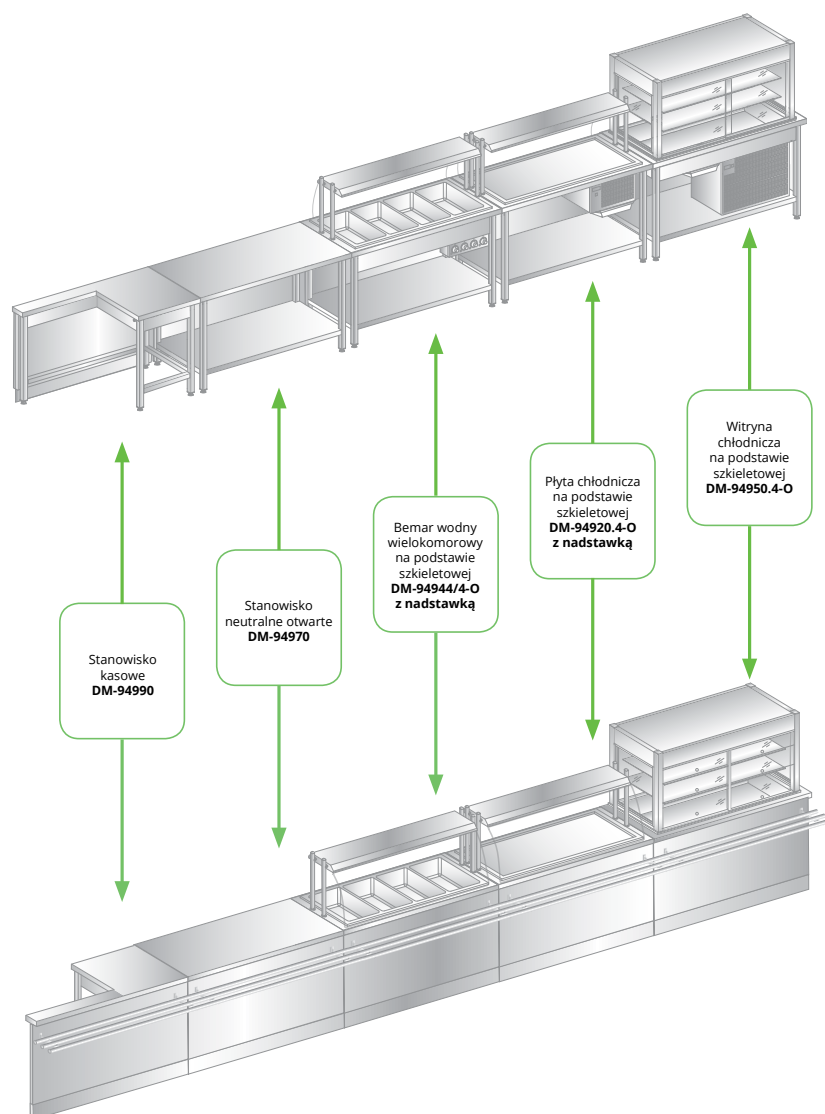 Stanowisko
kasowe
DM-94990
Stanowisko
neutralne otwarte
DM-94970
Bemar wodny
wielokomorowy
na podstawie
szkieletowej
DM-94944/4-O
z nadstawką
Płyta chłodnicza
na podstawie
szkieletowej
DM-94920.4-O
z nadstawką
Witryna
chłodnicza
na podstawie
szkieletowej
DM-94950.4-O